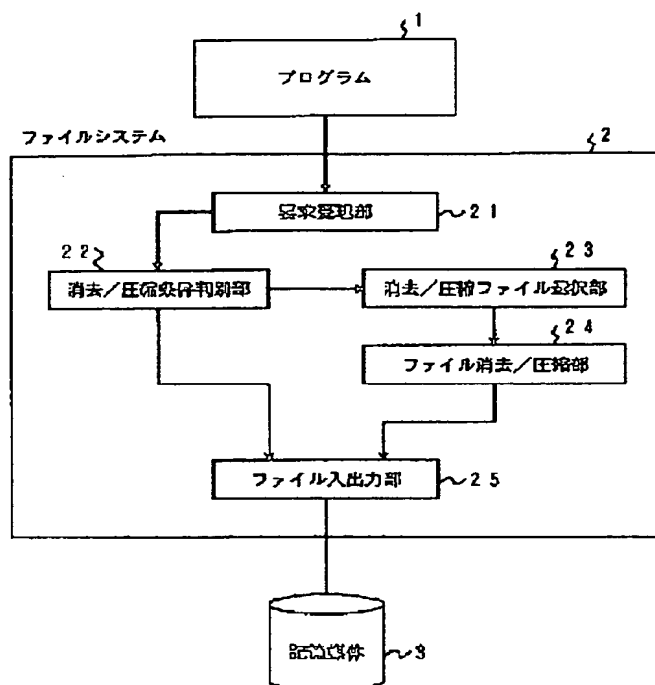 1
プログラム
ファイルシステム
2
要求受理部
21
22
23
消去/圧縮条件判別部
消去/圧縮ファイル選択部
24
ファイル消去/圧縮部
ファイル入出力部
25
記憶媒体
3